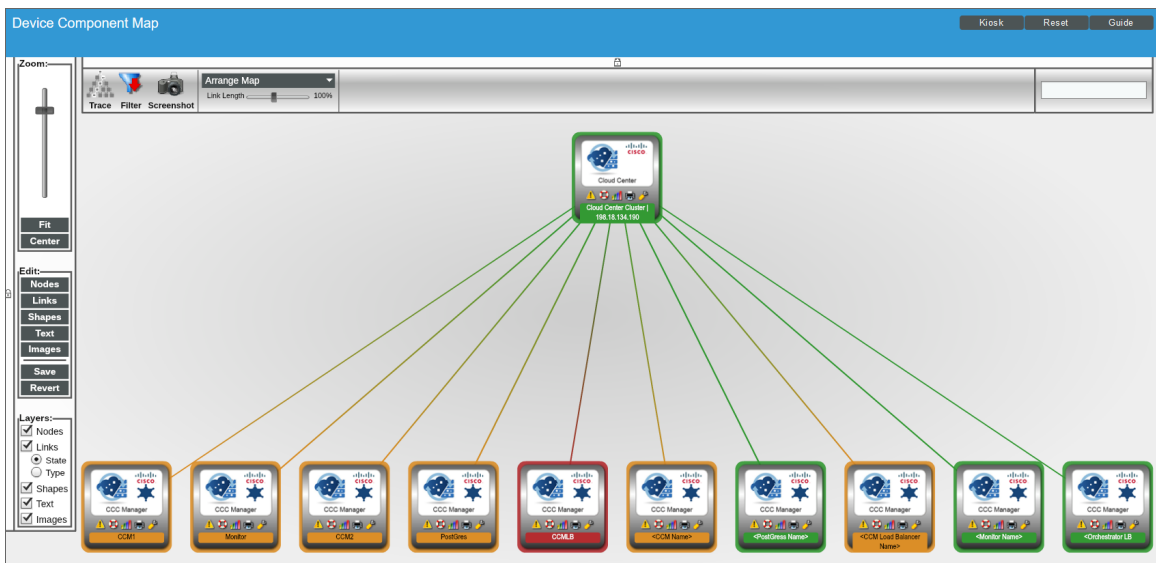 Device Component Map
Kiosk
Reset
Guide
Zoom:
Fit
Center
Edit:
Nodes
Links
Shapes
Text
Images
Save
Revert
Layers:
Nodes
Links
State
Type
Shapes
Text
Images
Trace
Filter
Screenshot
Arrange Map
Link Length
100%
CISCO
Cloud Center
Cloud Center Cluster |
198.18.134.190
CISCO
CCC Manager
CCM1
CISCO
CCC Manager
Monitor
CISCO
CCC Manager
CCM2
CISCO
CCC Manager
PostGres
CISCO
CCC Manager
CCMLB
CISCO
CCC Manager
<CCM Name>
CISCO
CCC Manager
<PostGress Name>
CISCO
CCC Manager
<CCM Load Balancer
Name>
CISCO
CCC Manager
<Monitor Name>
CISCO
CCC Manager
<Orchestrator LB